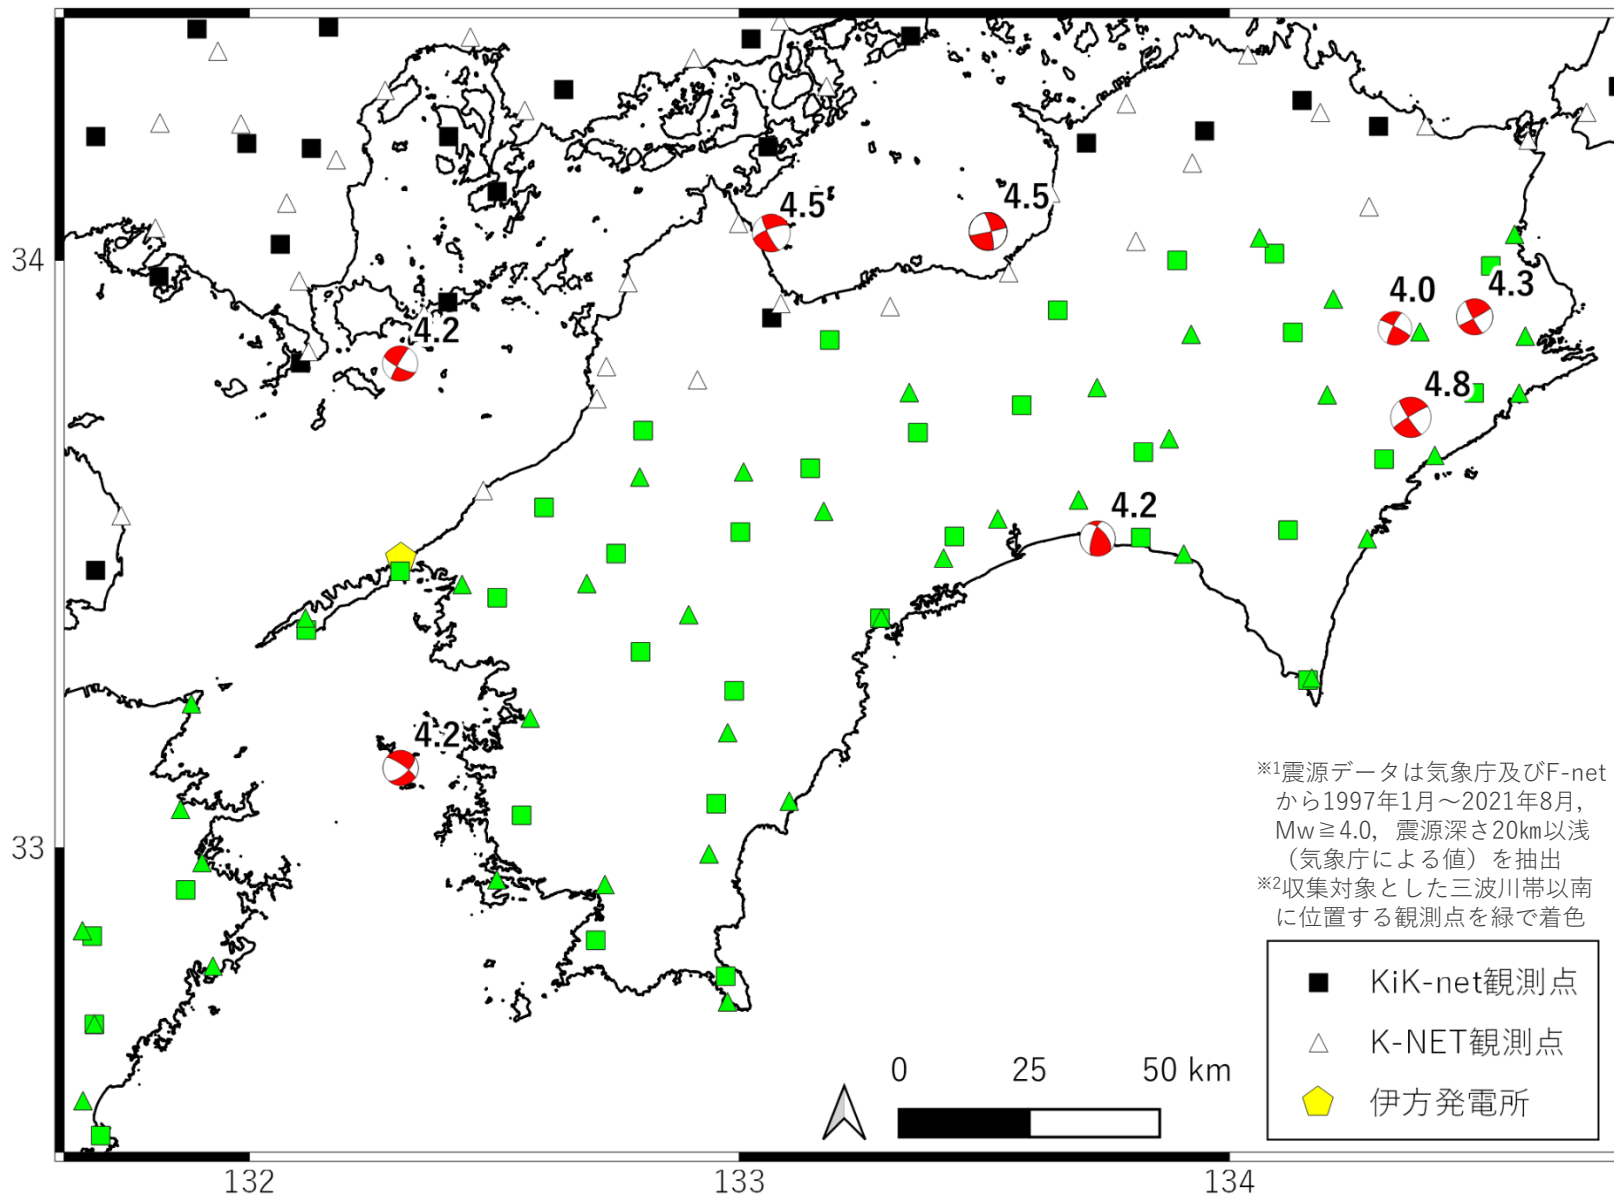 4.5
4.5
34
4.0
4.3
4.2
4.8
4.2
4.2
※1震源データは気象庁及びF-net
から1997年1月～2021年8月,
Mw≧4.0, 震源深さ20㎞以浅
（気象庁による値）を抽出
33
※2収集対象とした三波川帯以南
に位置する観測点を緑で着色
KiK-net観測点
K-NET観測点
伊方発電所
0 25 50 km
132 133 134